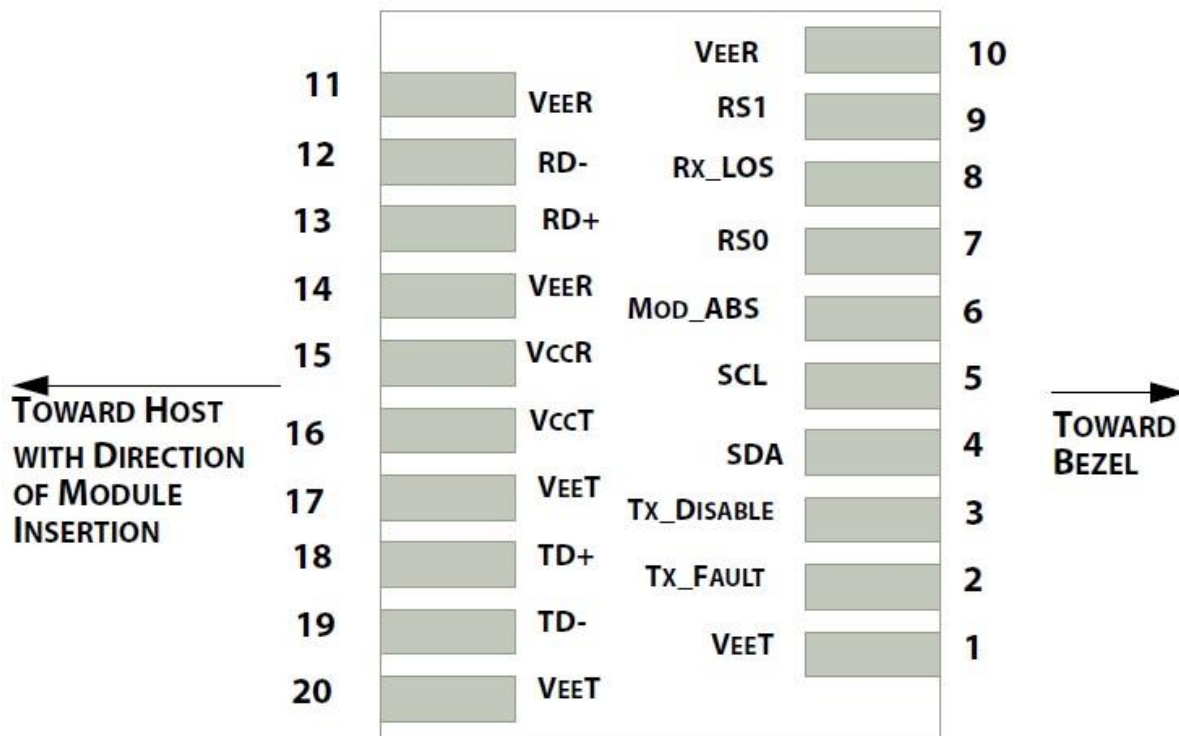 11 VEER
12 RD-
13 RD+
14 VEER
15 VCCR
16 VCCT
17 VEET
18 TD+
19 TD-
20 VEET
VEER 10
RS1 9
RX_LOS 8
RS0 7
MOD_ABS 6
SCL 5
SDA 4
TX_DISABLE 3
TX_FAULT 2
VEET 1
TOWARD HOST
WITH DIRECTION
OF MODULE
INSERTION
TOWARD
BEZEL